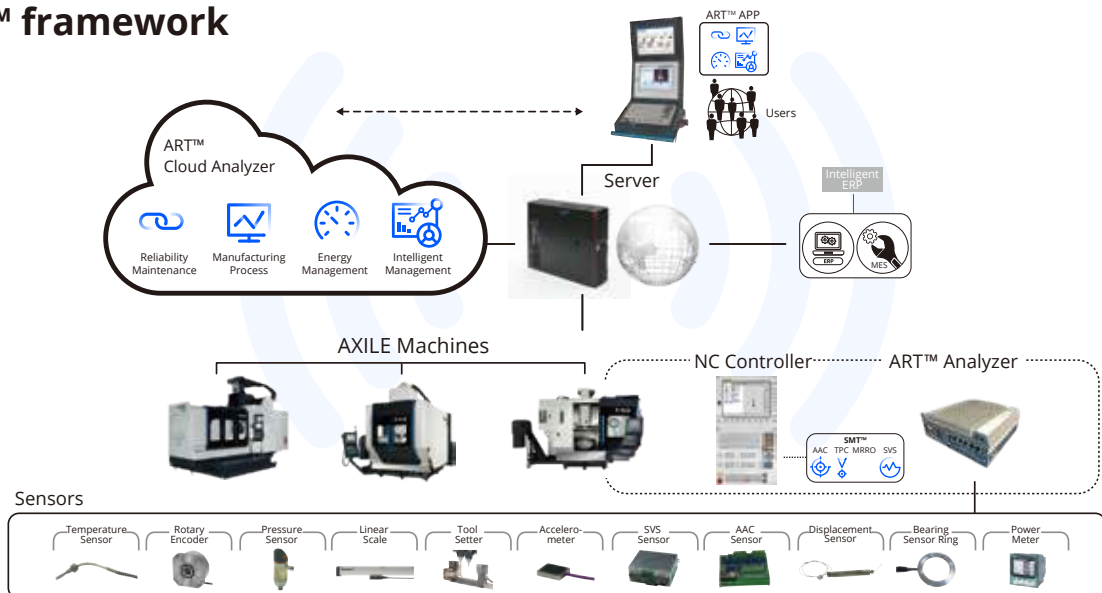 ™ framework
ART™ APP
Users
ART™
Cloud Analyzer
Reliability
Maintenance
Manufacturing
Process
Energy
Management
Intelligent
Management
Server
Intelligent
ERP
ERP
MES
AXILE Machines
NC Controller
ART™ Analyzer
SMT™
AAC TPC MRRO SVS
Sensors
Temperature
Sensor
Rotary
Encoder
Pressure
Sensor
Linear
Scale
Tool
Setter
Accelero-
meter
SVS
Sensor
AAC
Sensor
Displacement
Sensor
Bearing
Sensor Ring
Power
Meter